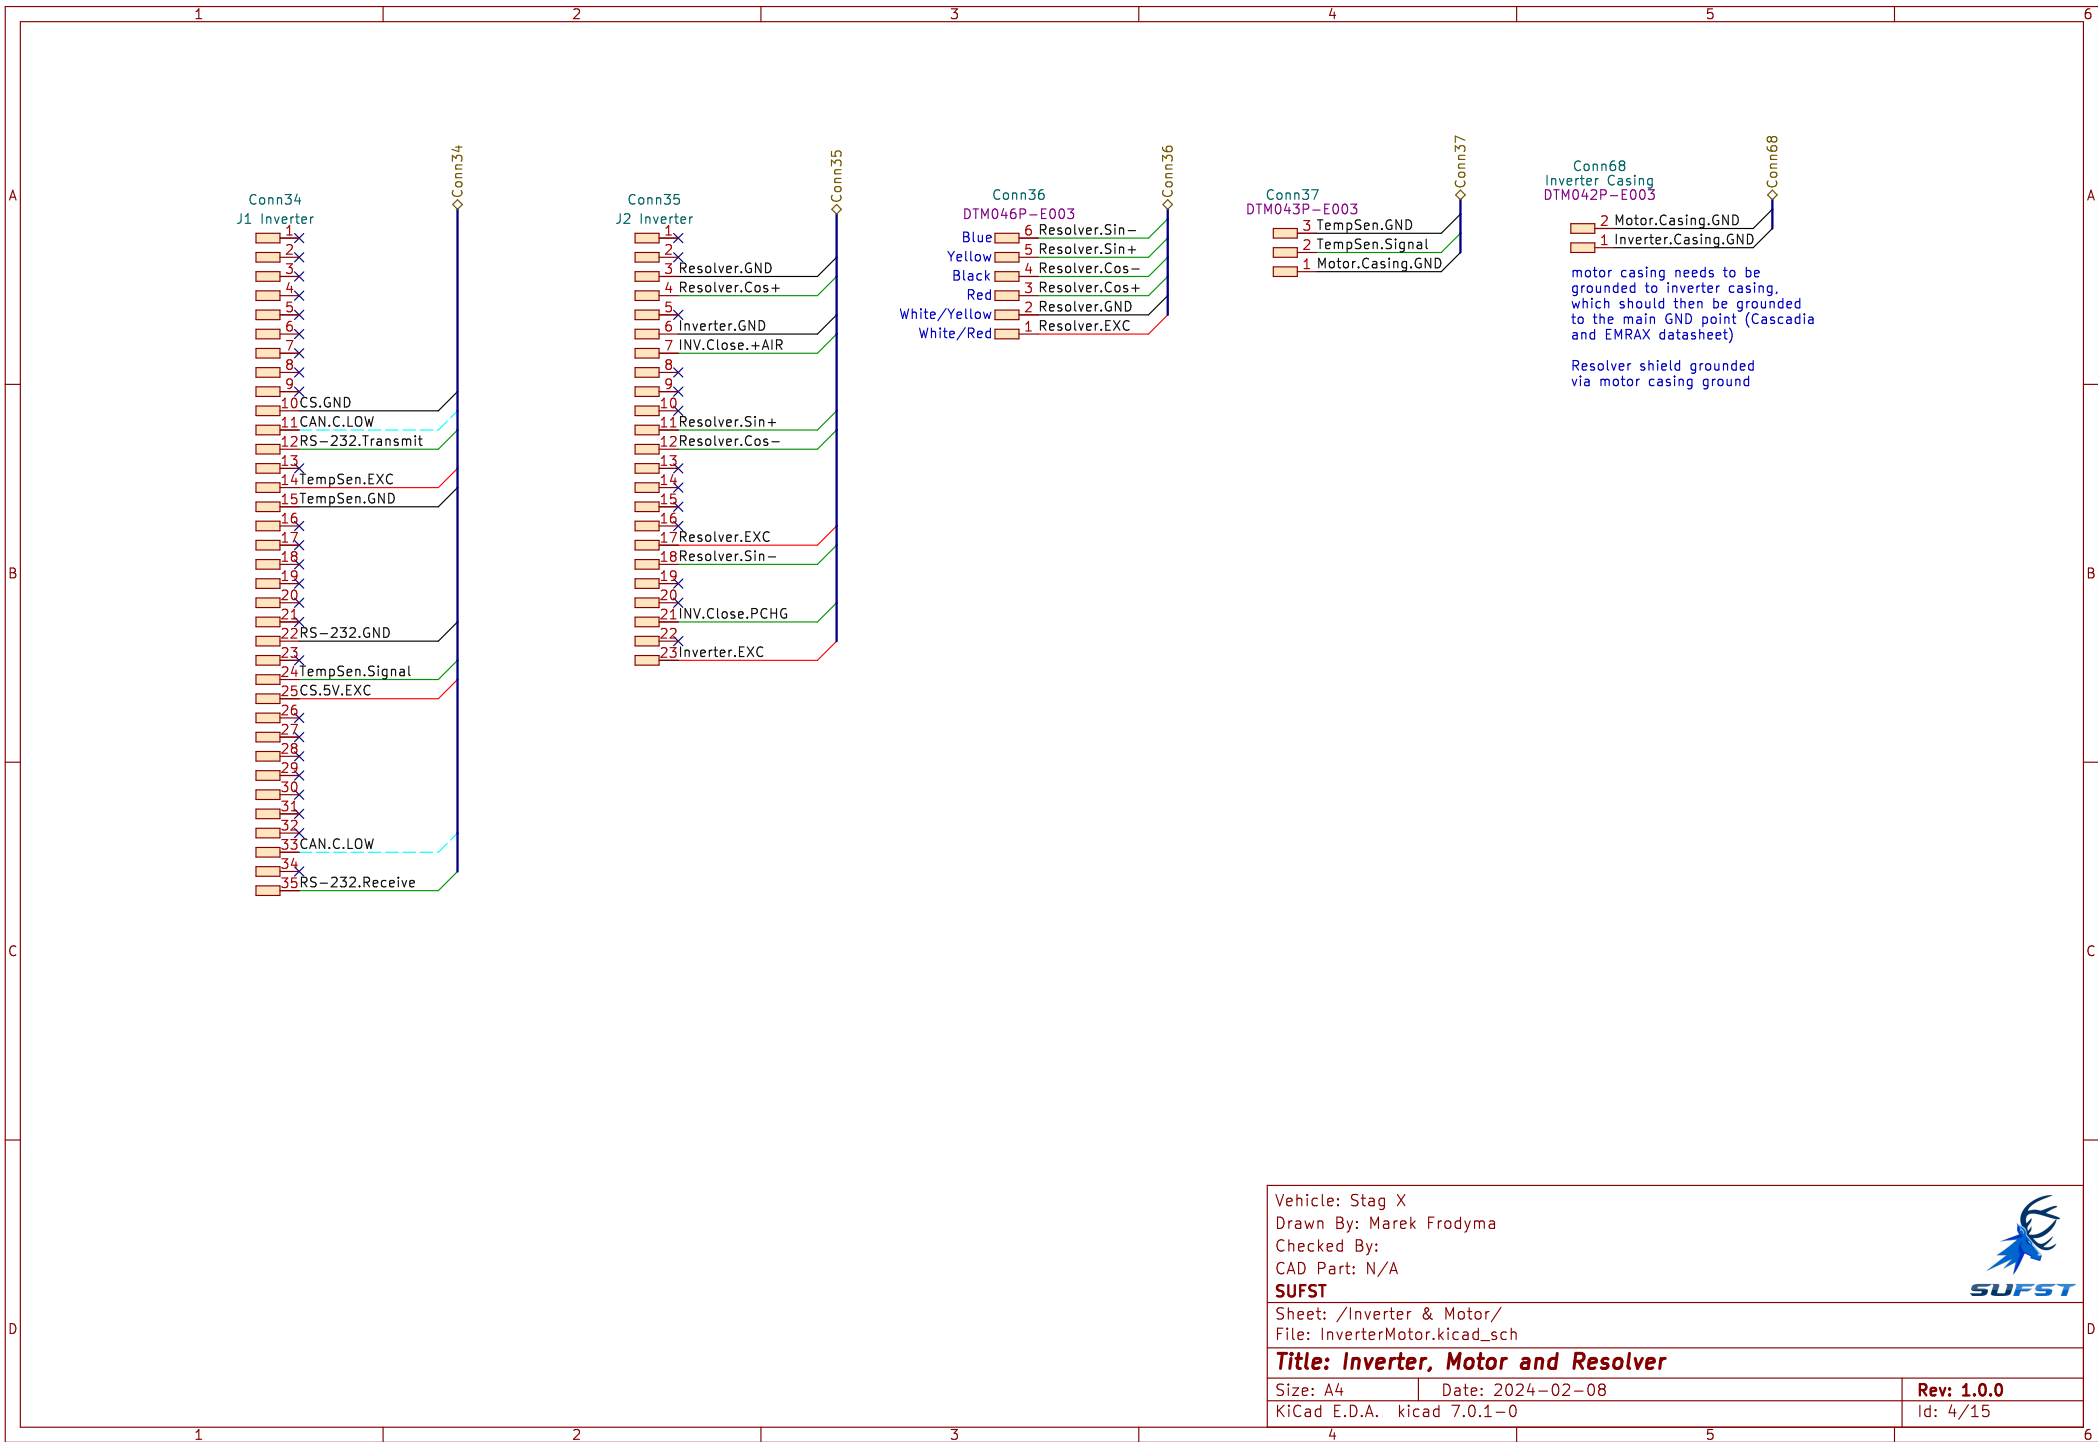 1 2 3 4 5 6
A
B
C
D
Conn34
J1 Inverter
Conn34
1
2
3
4
5
6
7
8
9
10 CS.GND
11 CAN.C.LOW
12 RS-232.Transmit
13
14 TempSen.EXC
15 TempSen.GND
16
17
18
19
20
21
22 RS-232.GND
23
24 TempSen.Signal
25 CS.5V.EXC
26
27
28
29
30
31
32
33 CAN.C.LOW
34
35 RS-232.Receive
Conn35
J2 Inverter
Conn35
1
2
3 Resolver.GND
4 Resolver.Cos+
5
6 Inverter.GND
7 INV.Close.+AIR
8
9
10
11 Resolver.Sin+
12 Resolver.Cos-
13
14
15
16
17 Resolver.EXC
18 Resolver.Sin-
19
20
21 INV.Close.PCHG
22
23 Inverter.EXC
Conn36
DTM046P-E003
Conn36
Blue 6 Resolver.Sin-
Yellow 5 Resolver.Sin+
Black 4 Resolver.Cos-
Red 3 Resolver.Cos+
White/Yellow 2 Resolver.GND
White/Red 1 Resolver.EXC
Conn37
DTM043P-E003
Conn37
3 TempSen.GND
2 TempSen.Signal
1 Motor.Casing.GND
Conn68
Inverter Casing
DTM042P-E003
Conn68
2 Motor.Casing.GND
1 Inverter.Casing.GND
motor casing needs to be
grounded to inverter casing,
which should then be grounded
to the main GND point (Cascadia
and EMRAX datasheet)
Resolver shield grounded
via motor casing ground
A
B
C
D
Vehicle: Stag X
Drawn By: Marek Frodyma
Checked By:
CAD Part: N/A
SUFST
SUFST
Sheet: /Inverter & Motor/
File: InverterMotor.kicad_sch
Title: Inverter, Motor and Resolver
Size: A4 Date: 2024-02-08 Rev: 1.0.0
KiCad E.D.A. kicad 7.0.1-0 Id: 4/15
1 2 3 4 5 6